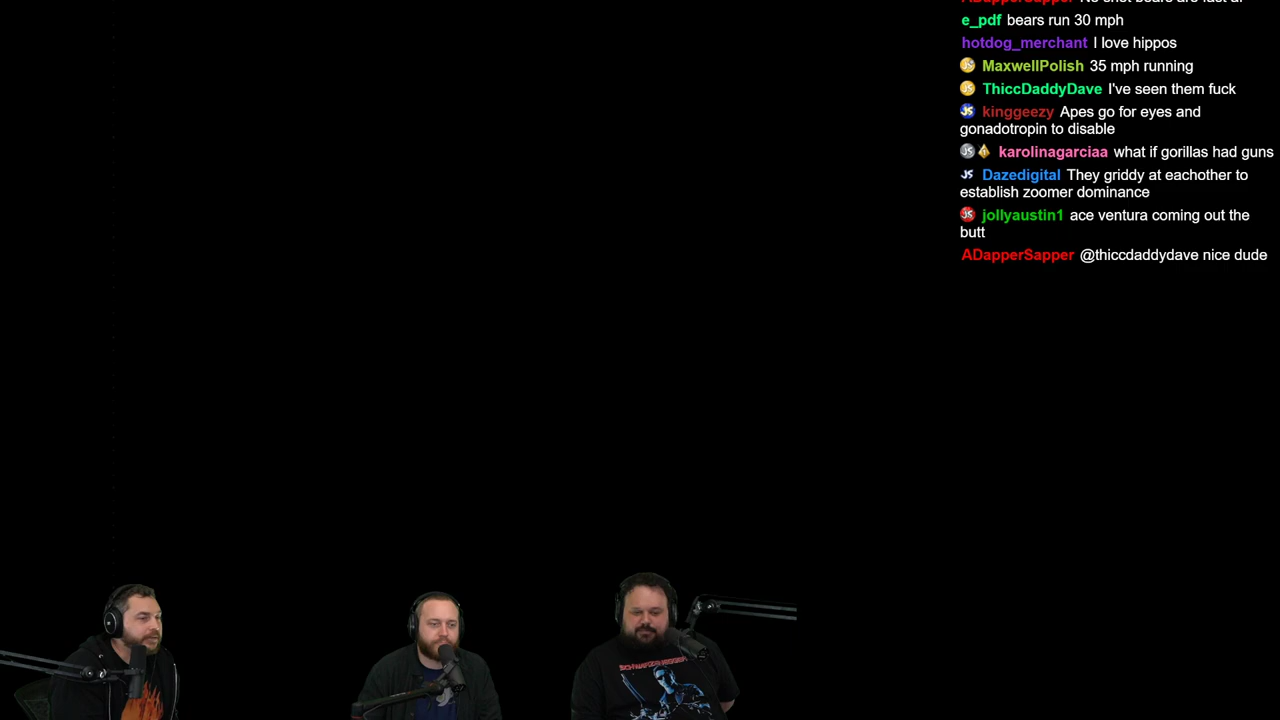 e_pdf bears run 30 mph
hotdog_merchant I love hippos
MaxwellPolish 35 mph running
ThiccDaddyDave I've seen them fuck
kinggeezy Apes go for eyes and
gonadotropin to disable
karolinagarciaa what if gorillas had guns
Dazedigital They griddy at eachother to
establish zoomer dominance
jollyaustin1 ace ventura coming out the
butt
ADapperSapper @thiccdaddydave nice dude